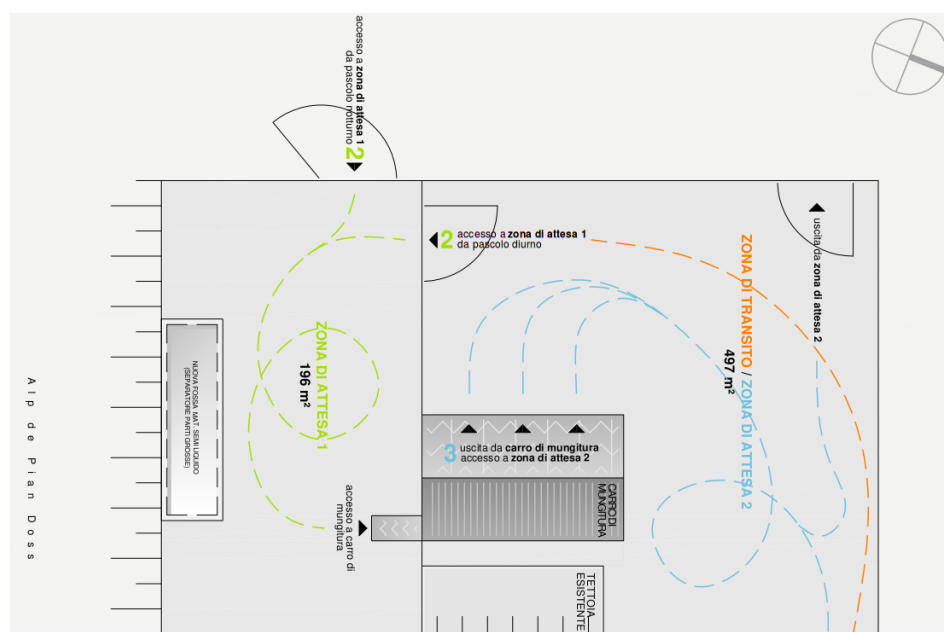 accesso a zona di attesa 1
da pascolo notturno
2
2
accesso a zona di attesa 1
da pascolo diurno
uscita da zona di attesa 2
ZONA DI TRANSITO / ZONA DI ATTESA 2
497 m²
ZONA DI ATTESA 1
196 m²
NUOVA FOSSA MAT. SEMI LIQUIDO
(SEPARATORE PARTI GROSSE)
Alp de Pian Doss
3
uscita da carro di mungitura
accesso a zona di attesa 2
CARRO DI
MUNGITURA
accesso a carro di
mungitura
TETTOIA
ESISTENTE